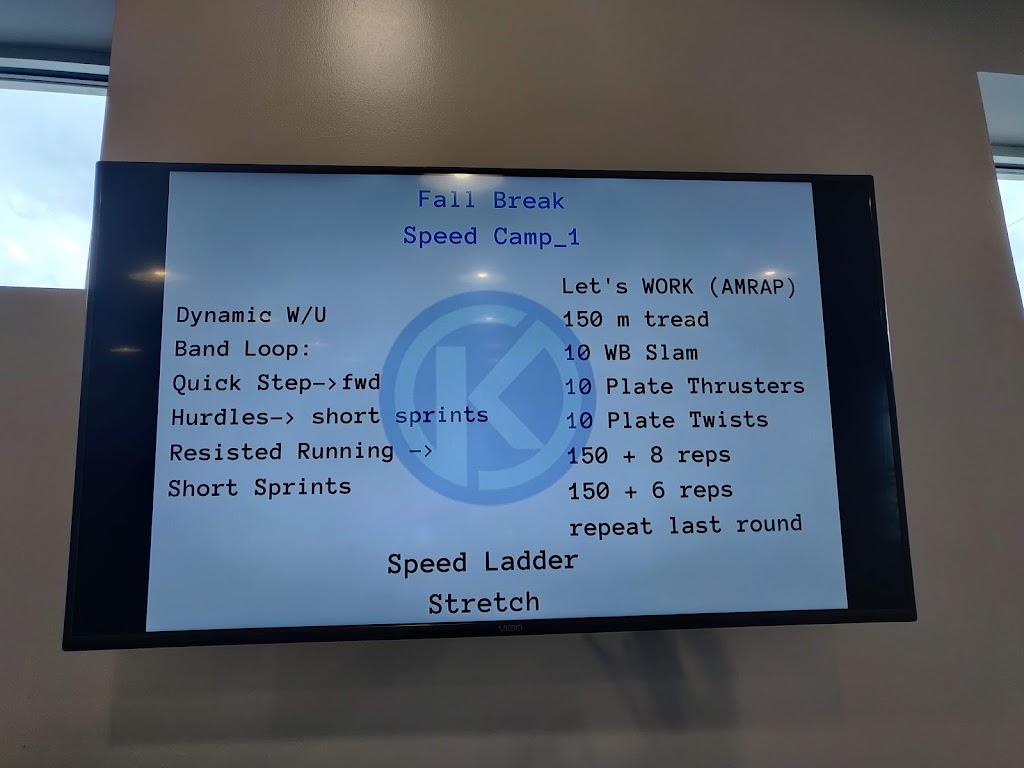 Fall Break
Speed Camp_1
Dynamic W/U
Band Loop:
Quick Step->fwd
Hurdles-> short sprints
Resisted Running ->
Short Sprints
Let's WORK (AMRAP)
150 m tread
10 WB Slam
10 Plate Thrusters
10 Plate Twists
150 + 8 reps
150 + 6 reps
repeat last round
Speed Ladder
Stretch
VIZIO